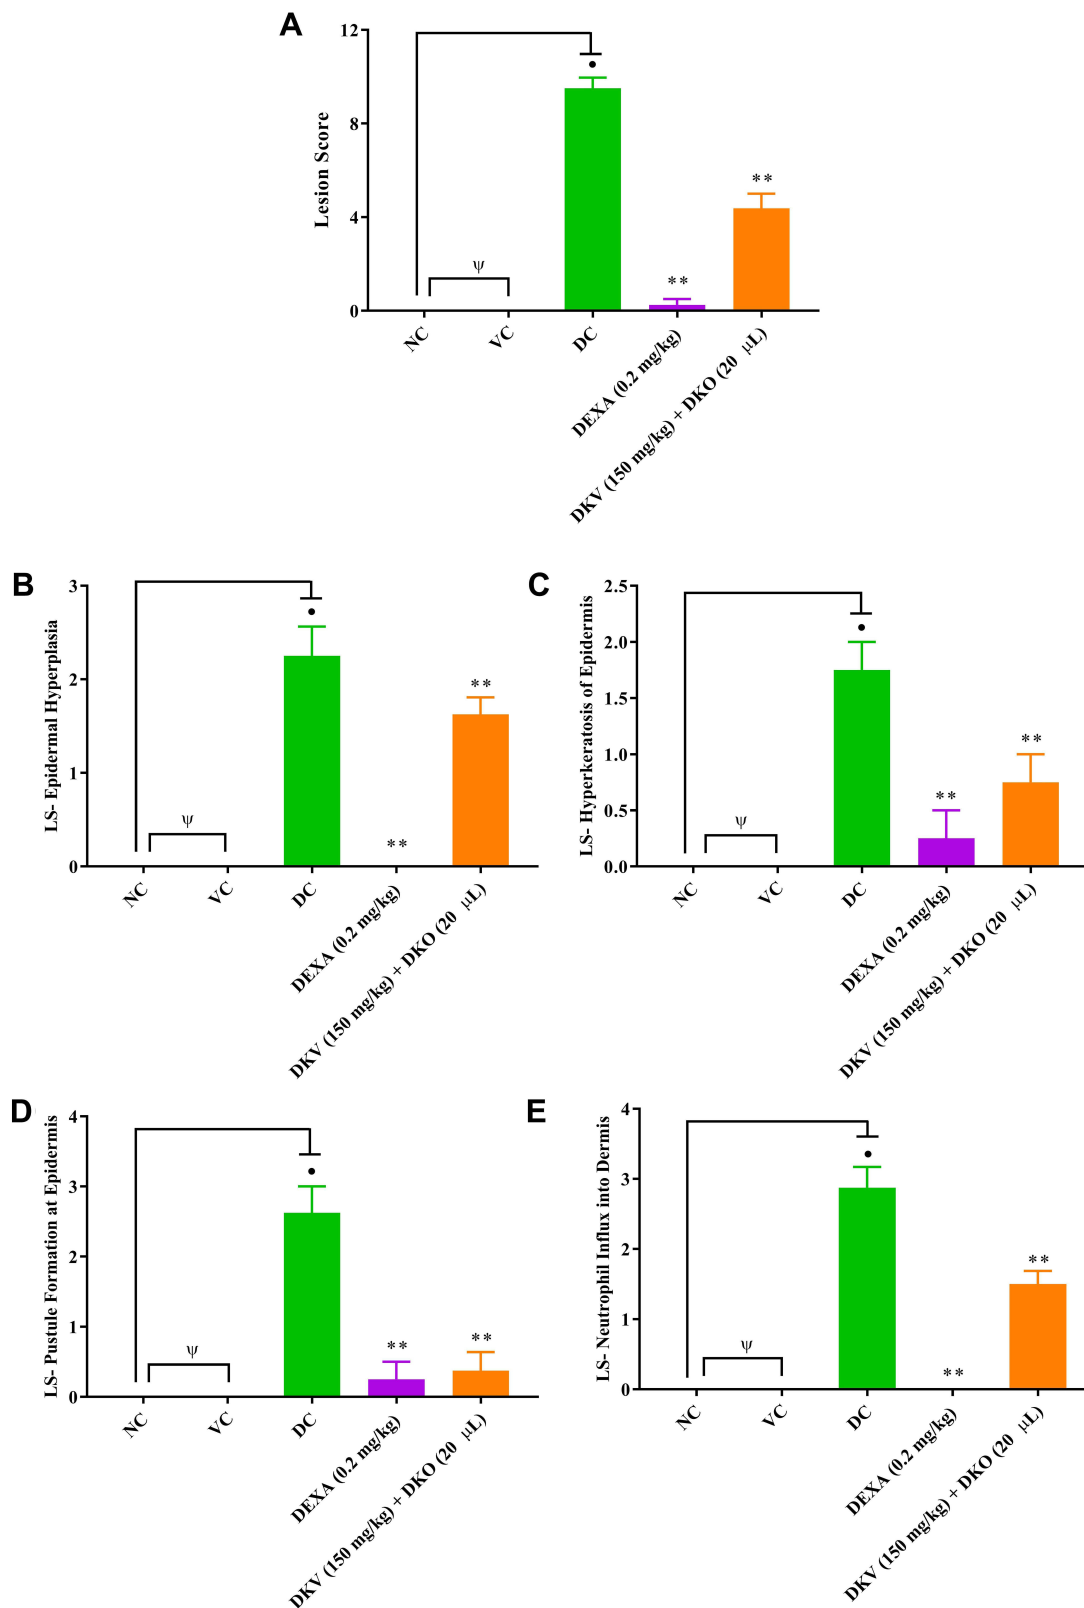 A
Lesion Score
12
8
4
0
ψ
•
**
**
NC
VC
DC
DEXA (0.2 mg/kg)
DKV (150 mg/kg) + DKO (20 μL)
B
LS- Epidermal Hyperplasia
3
2
1
0
ψ
•
**
**
NC
VC
DC
DEXA (0.2 mg/kg)
DKV (150 mg/kg) + DKO (20 μL)
C
LS- Hyperkeratosis of Epidermis
2.5
2.0
1.5
1.0
0.5
0.0
ψ
•
**
**
NC
VC
DC
DEXA (0.2 mg/kg)
DKV (150 mg/kg) + DKO (20 μL)
D
LS- Pustule Formation at Epidermis
4
3
2
1
0
ψ
•
**
**
NC
VC
DC
DEXA (0.2 mg/kg)
DKV (150 mg/kg) + DKO (20 μL)
E
LS- Neutrophil Influx into Dermis
4
3
2
1
0
ψ
•
**
**
NC
VC
DC
DEXA (0.2 mg/kg)
DKV (150 mg/kg) + DKO (20 μL)